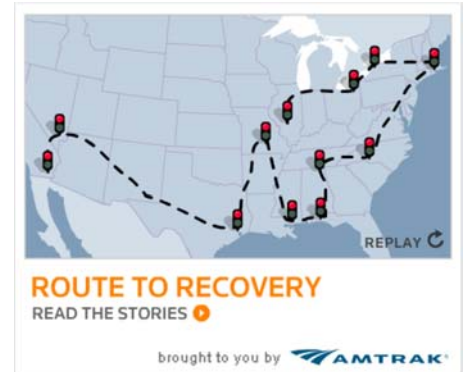 REPLAY
ROUTE TO RECOVERY
READ THE STORIES
brought to you by AMTRAK